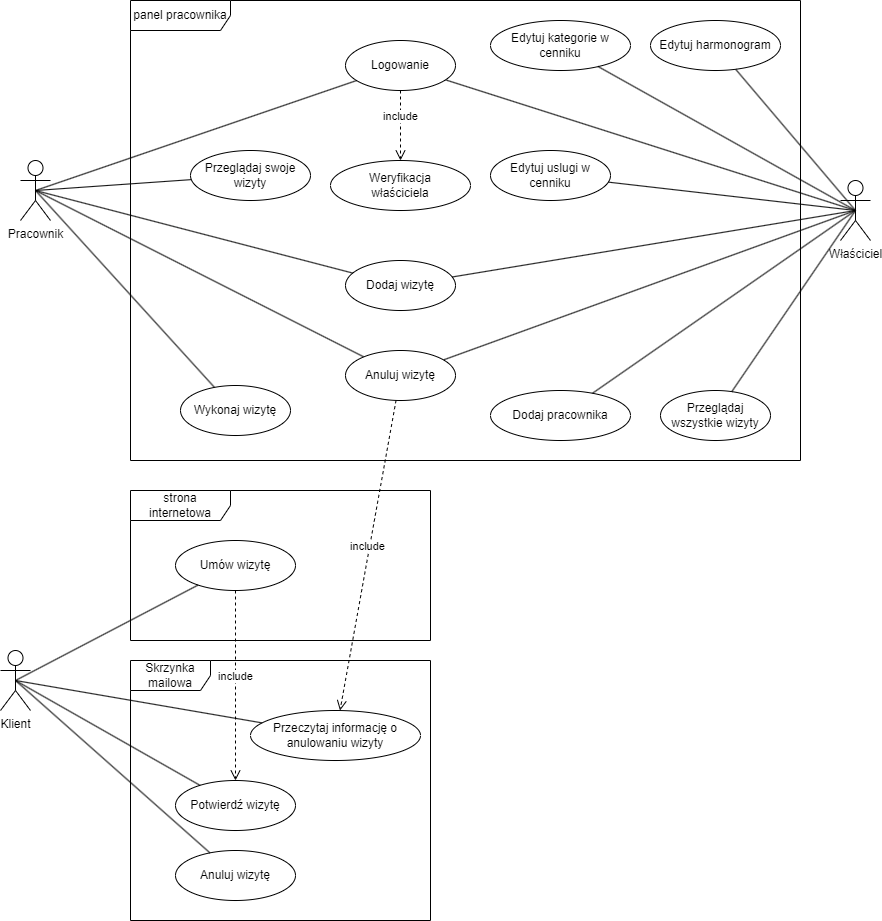 panel pracownika
Edytuj kategorie w
cenniku
Edytuj harmonogram
Logowanie
include
Przeglądaj swoje
wizyty
Weryfikacja
właściciela
Edytuj uslugi w
cenniku
Pracownik
Właściciel
Dodaj wizytę
Anuluj wizytę
Wykonaj wizytę
Dodaj pracownika
Przeglądaj
wszystkie wizyty
strona
internetowa
include
Umów wizytę
Skrzynka
mailowa
include
Klient
Przeczytaj informację o
anulowaniu wizyty
Potwierdź wizytę
Anuluj wizytę